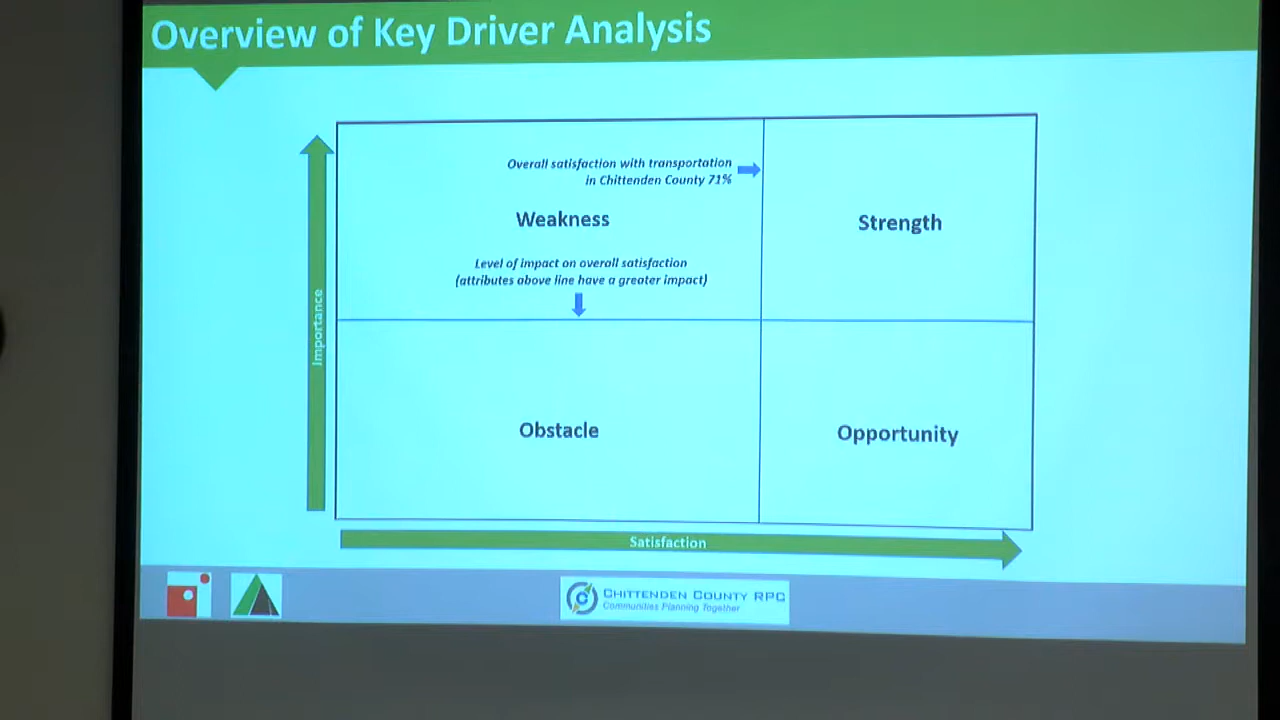 Overview of Key Driver Analysis
Overall satisfaction with transportation
in Chittenden County 71%
Weakness
Strength
Level of impact on overall satisfaction
(attributes above line have a greater impact)
Importance
Obstacle
Opportunity
Satisfaction
C
CHITTENDEN COUNTY RPC
Communities Planning Together